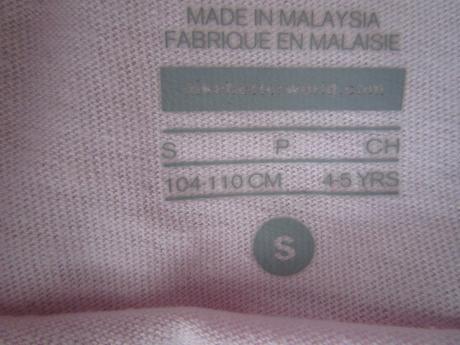 MADE IN MALAYSIA
FABRIQUE EN MALAISIE
S P CH
104-110 CM 4-5 YRS
S